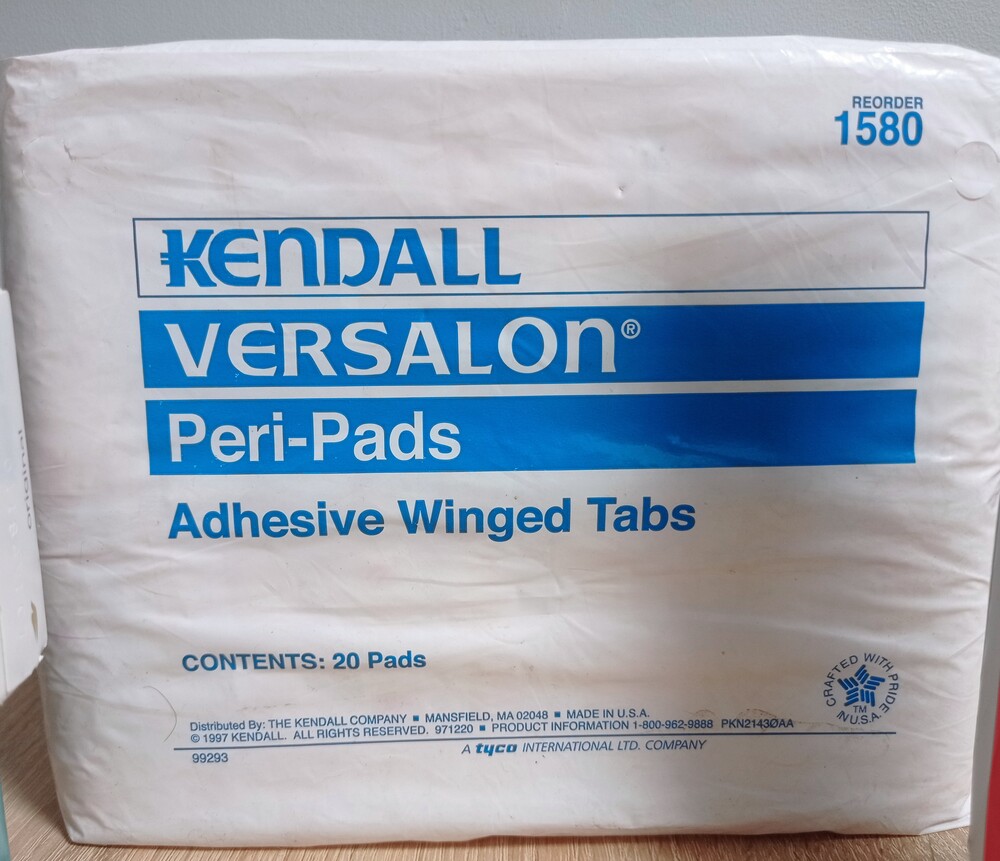 REORDER
1580
KENDALL
VERSALON®
Peri-Pads
Adhesive Winged Tabs
CONTENTS: 20 Pads
CRAFTED WITH PRIDE
TM
IN U.S.A.
Distributed By: THE KENDALL COMPANY ▪ MANSFIELD, MA 02048 ▪ MADE IN U.S.A.
© 1997 KENDALL. ALL RIGHTS RESERVED. 971220 ▪ PRODUCT INFORMATION 1-800-962-9888 PKN2143ØAA
A tyco INTERNATIONAL LTD. COMPANY
99293
original